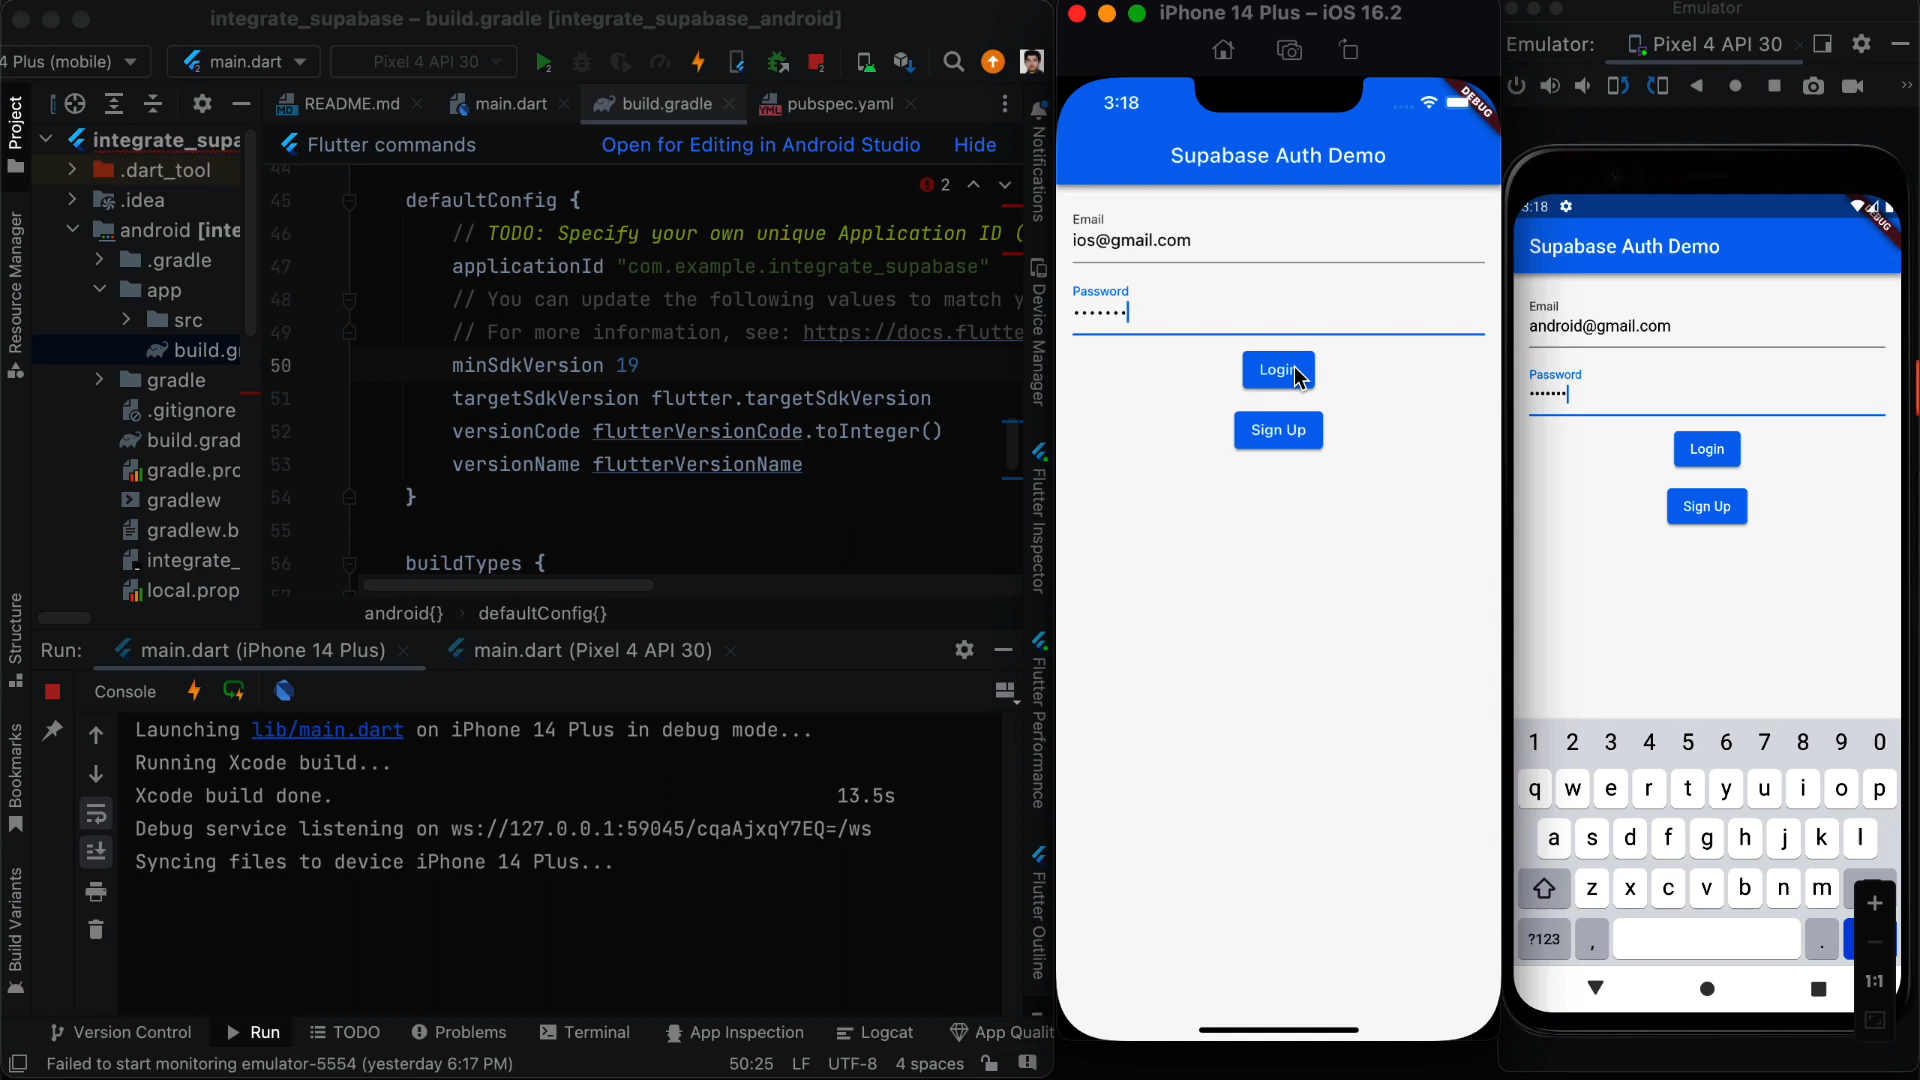 integrate_supabase – build.gradle [integrate_supabase_android]
4 Plus (mobile)
main.dart
Pixel 4 API 30
README.md
main.dart
build.gradle
pubspec.yaml
Flutter commands
Open for Editing in Android Studio
Hide
Project
Resource Manager
Structure
Bookmarks
Build Variants
integrate_supa
.dart_tool
.idea
android [inte
.gradle
app
src
build.g
gradle
.gitignore
build.grad
gradle.prc
gradlew
gradlew.b
integrate_
local.prop
44
45 defaultConfig {
46 // TODO: Specify your own unique Application ID (
47 applicationId "com.example.integrate_supabase"
48 // You can update the following values to match y
49 // For more information, see: https://docs.flutte
50 minSdkVersion 19
51 targetSdkVersion flutter.targetSdkVersion
52 versionCode flutterVersionCode.toInteger()
53 versionName flutterVersionName
54 }
55
56 buildTypes {
57
2
android{} › defaultConfig{}
Notifications
Device Manager
Flutter Inspector
Flutter Performance
Flutter Outline
Run:
main.dart (iPhone 14 Plus)
main.dart (Pixel 4 API 30)
Console
Launching lib/main.dart on iPhone 14 Plus in debug mode...
Running Xcode build...
Xcode build done. 13.5s
Debug service listening on ws://127.0.0.1:59045/cqaAjxqY7EQ=/ws
Syncing files to device iPhone 14 Plus...
Version Control
Run
TODO
Problems
Terminal
App Inspection
Logcat
App Qualit
Failed to start monitoring emulator-5554 (yesterday 6:17 PM)
50:25
LF
UTF-8
4 spaces
iPhone 14 Plus – iOS 16.2
3:18
DEBUG
Supabase Auth Demo
Email
ios@gmail.com
Password
Login
Sign Up
Emulator
Emulator:
Pixel 4 API 30
3:18
DEBUG
Supabase Auth Demo
Email
android@gmail.com
Password
Login
Sign Up
1 2 3 4 5 6 7 8 9 0
q w e r t y u i o p
a s d f g h j k l
z x c v b n m
?123 , .
1:1